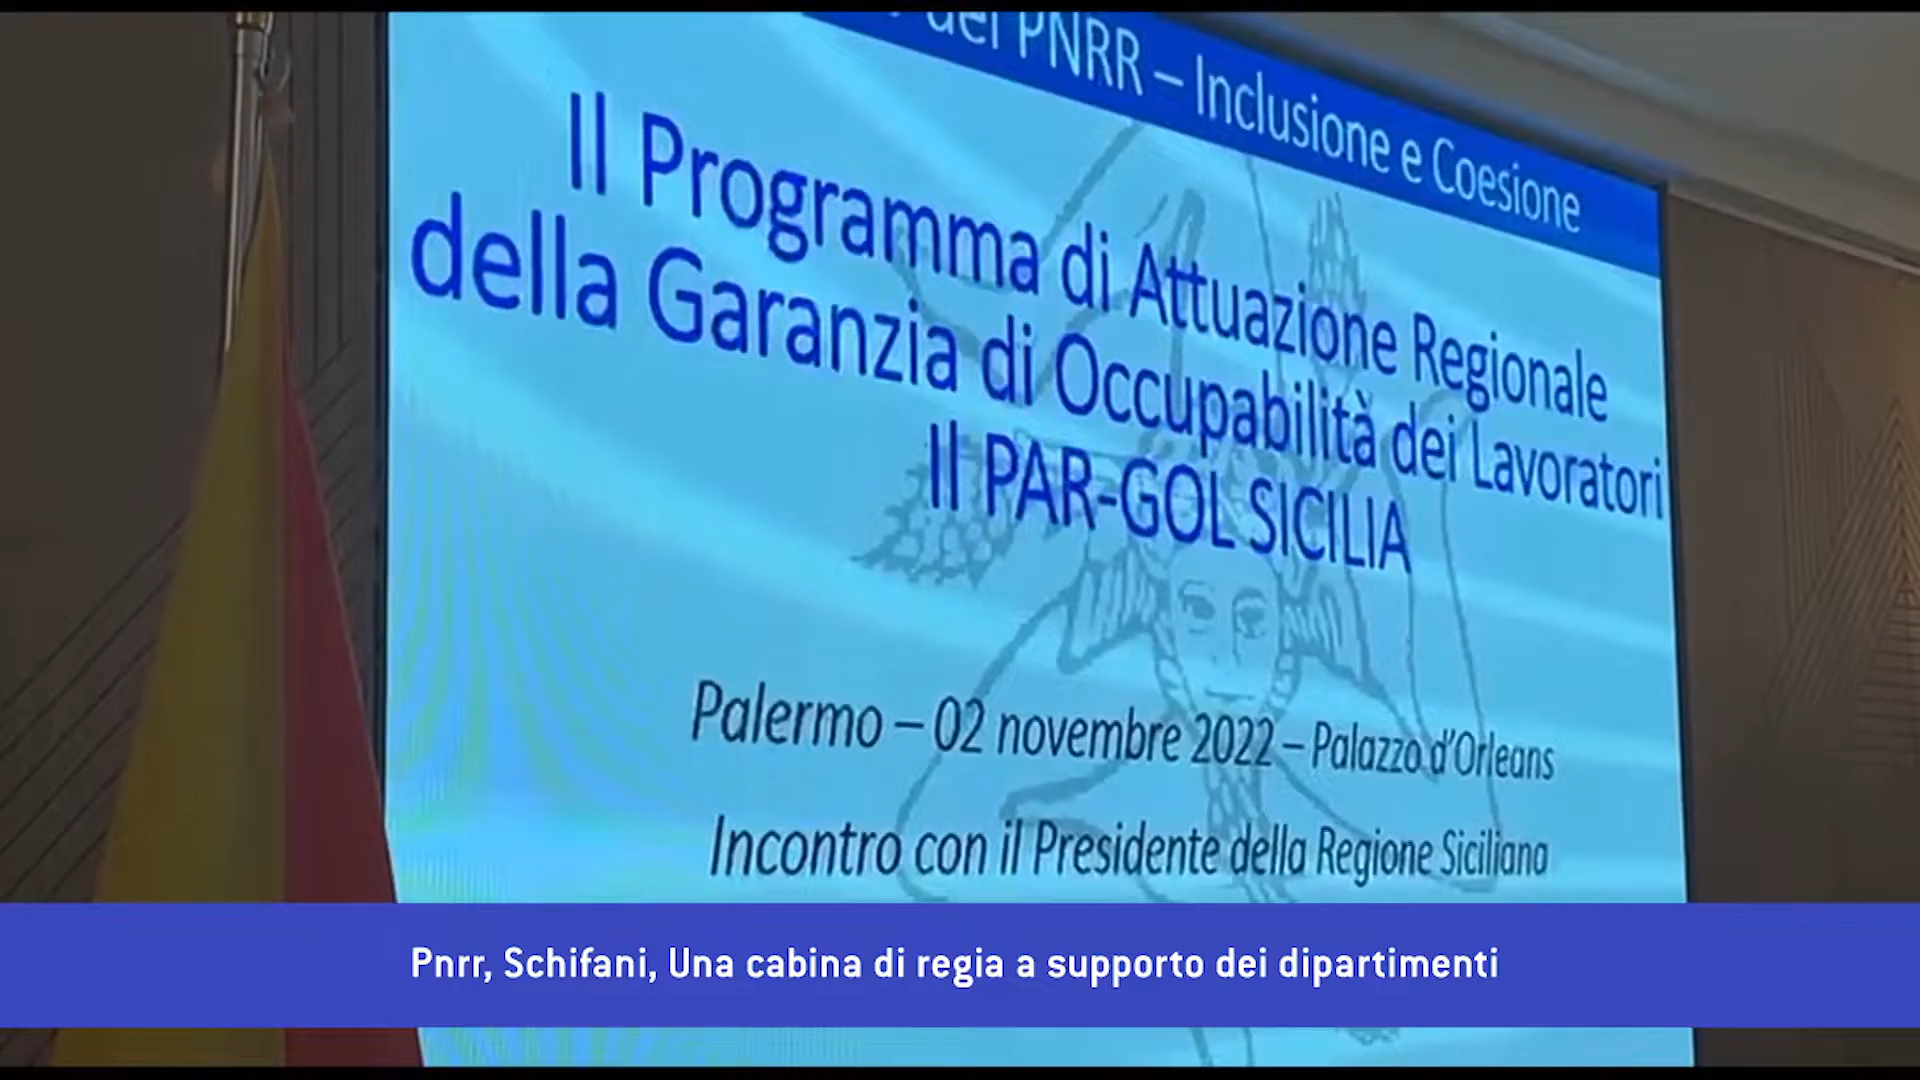 del PNRR – Inclusione e Coesione
Il Programma di Attuazione Regionale
della Garanzia di Occupabilità dei Lavoratori
Il PAR-GOL SICILIA
Palermo – 02 novembre 2022 – Palazzo d'Orleans
Incontro con il Presidente della Regione Siciliana
Pnrr, Schifani, Una cabina di regia a supporto dei dipartimenti